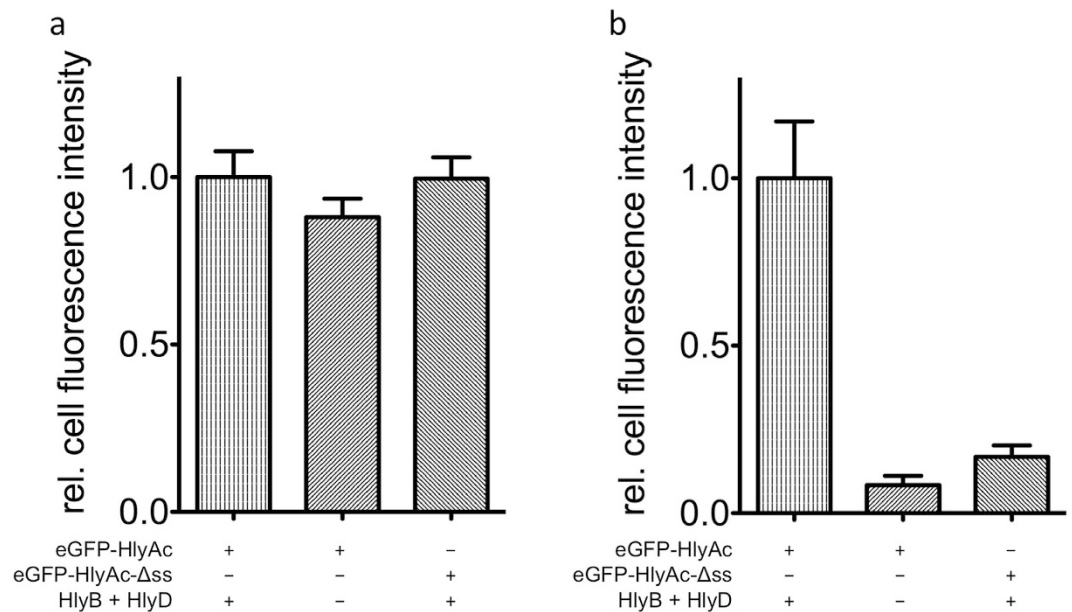 a
rel. cell fluorescence intensity
1.0
0.5
0.0
eGFP-HlyAc + + −
eGFP-HlyAc-Δss − − +
HlyB + HlyD + − +
b
rel. cell fluorescence intensity
1.0
0.5
0.0
eGFP-HlyAc + + −
eGFP-HlyAc-Δss − − +
HlyB + HlyD + − +